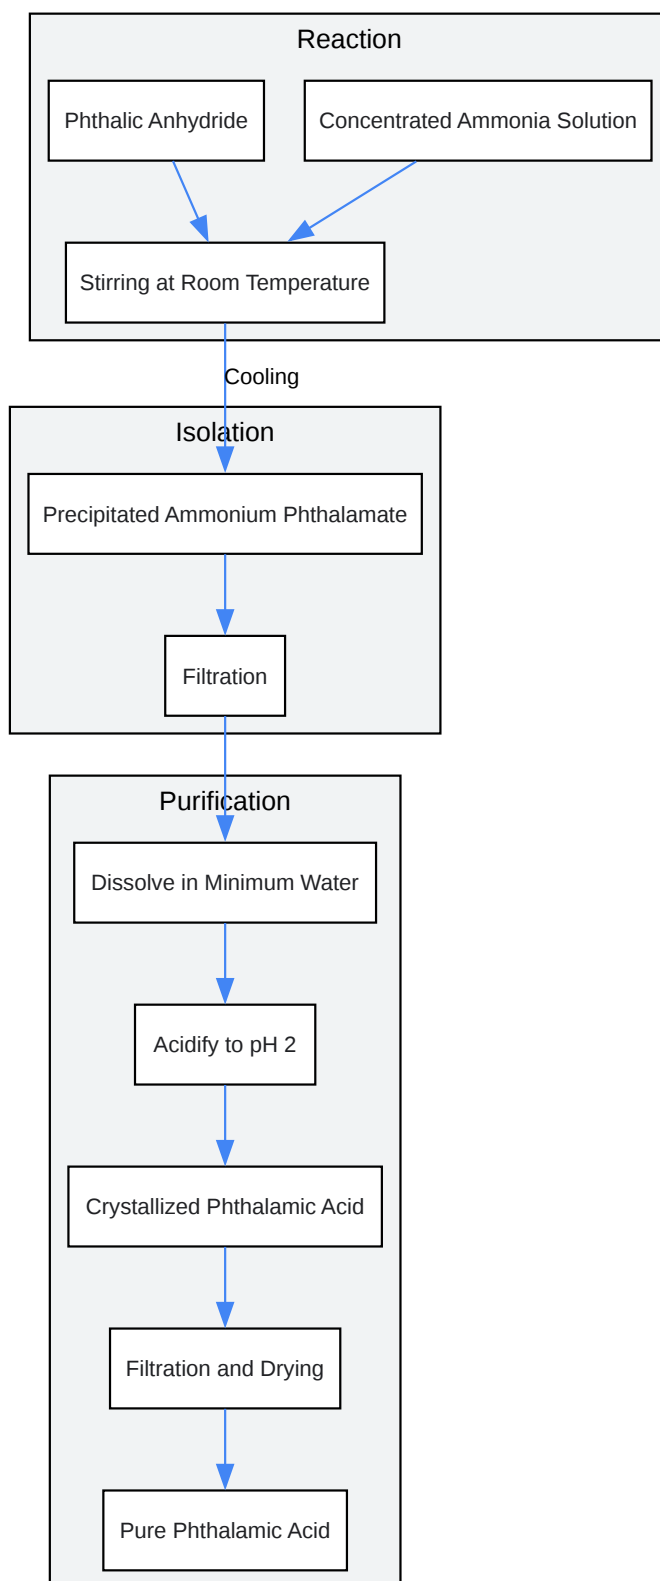 Reaction
Phthalic Anhydride
Concentrated Ammonia Solution
Stirring at Room Temperature
Cooling
Isolation
Precipitated Ammonium Phthalamate
Filtration
Purification
Dissolve in Minimum Water
Acidify to pH 2
Crystallized Phthalamic Acid
Filtration and Drying
Pure Phthalamic Acid